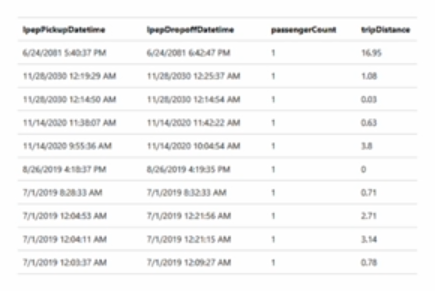 lpepPickupDatetime lpepDropoffDatetime passengerCount tripDistance
6/24/2081 5:40:37 PM 6/24/2081 6:42:47 PM 1 16.95
11/28/2030 12:19:29 AM 11/28/2030 12:25:37 AM 1 1.08
11/28/2030 12:14:50 AM 11/28/2030 12:14:54 AM 1 0.03
11/14/2020 11:38:07 AM 11/14/2020 11:42:22 AM 1 0.63
11/14/2020 9:55:36 AM 11/14/2020 10:04:54 AM 1 3.8
8/26/2019 4:18:37 PM 8/26/2019 4:19:35 PM 1 0
7/1/2019 8:28:33 AM 7/1/2019 8:32:33 AM 1 0.71
7/1/2019 12:04:53 AM 7/1/2019 12:21:56 AM 1 2.71
7/1/2019 12:04:11 AM 7/1/2019 12:21:15 AM 1 3.14
7/1/2019 12:03:37 AM 7/1/2019 12:09:27 AM 1 0.78